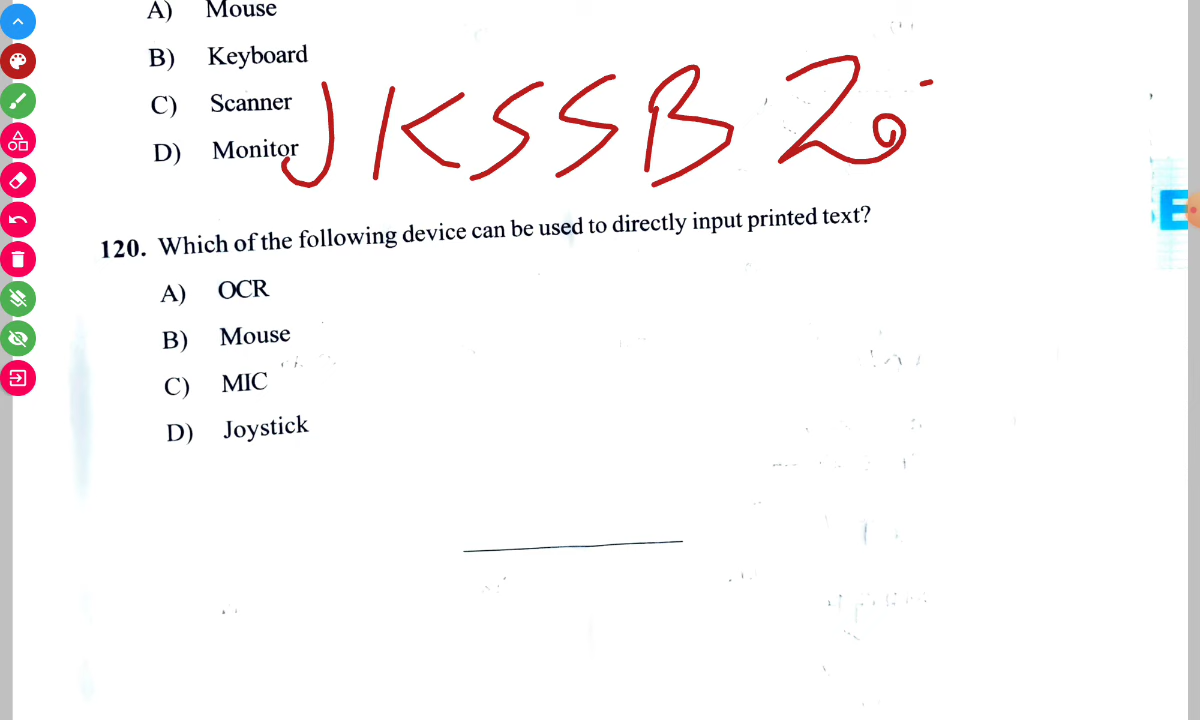 A) Mouse
B) Keyboard
C) Scanner
D) Monitor
JKSSB 20
120. Which of the following device can be used to directly input printed text?
A) OCR
B) Mouse
C) MIC
D) Joystick
E